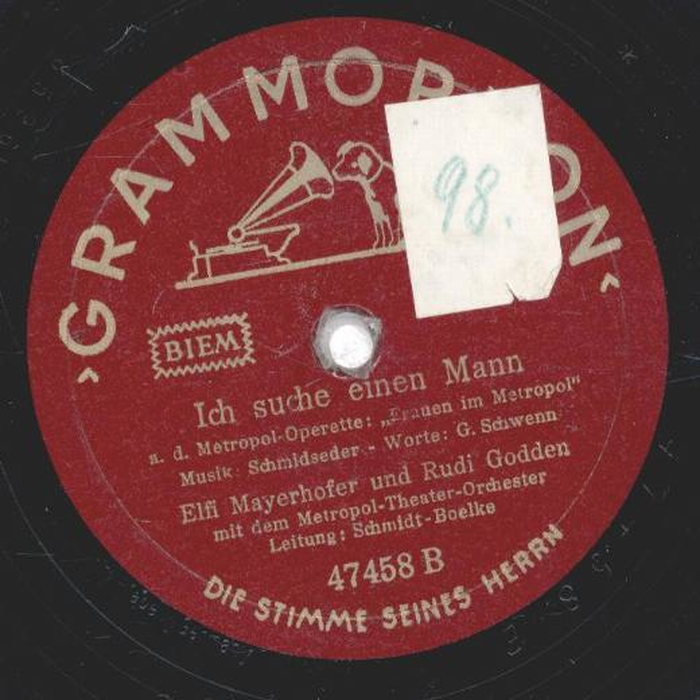 ›GRAMMOPHON‹
98.
BIEM
Ich suche einen Mann
a. d. Metropol-Operette: „Frauen im Metropol"
Musik: Schmidseder - Worte: G. Schwenn
Elfi Mayerhofer und Rudi Godden
mit dem Metropol-Theater-Orchester
Leitung: Schmidt-Boelke
47458 B
DIE STIMME SEINES HERRN